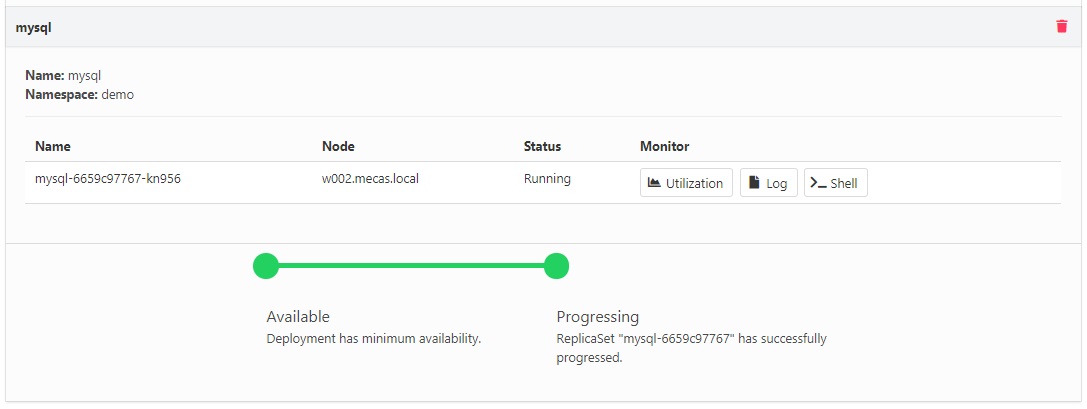 mysql
Name: mysql
Namespace: demo
Name Node Status Monitor
mysql-6659c97767-kn956 w002.mecas.local Running Utilization Log Shell
Available Progressing
Deployment has minimum availability. ReplicaSet "mysql-6659c97767" has successfully
progressed.